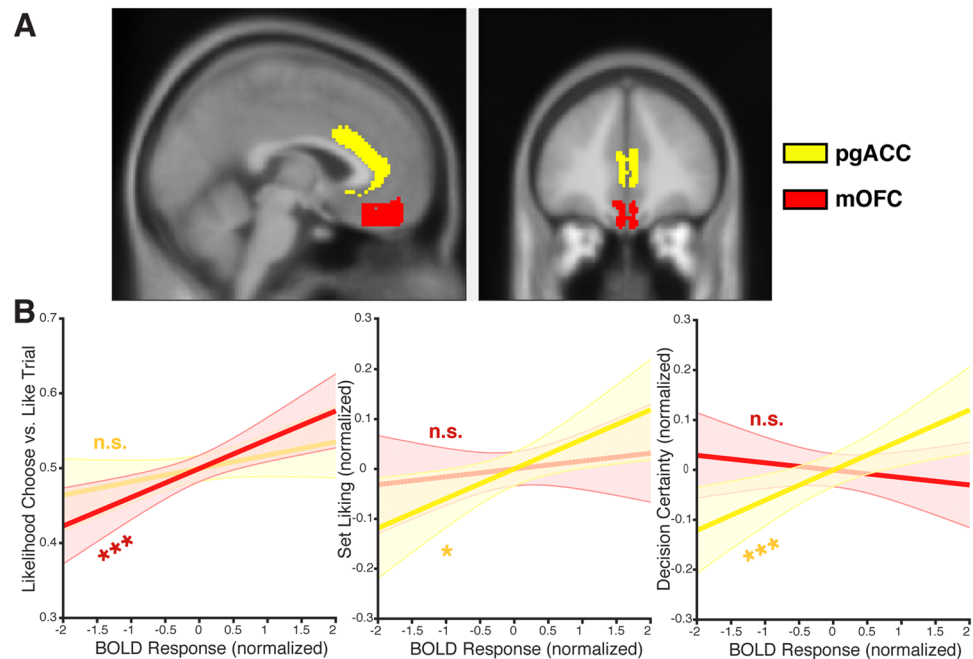 A
pgACC
mOFC
B
Likelihood Choose vs. Like Trial
0.7
0.6
0.5
0.4
0.3
n.s.
***
-2 -1.5 -1 -0.5 0 0.5 1 1.5 2
BOLD Response (normalized)
Set Liking (normalized)
0.3
0.2
0.1
0
-0.1
-0.2
-0.3
n.s.
*
-2 -1.5 -1 -0.5 0 0.5 1 1.5 2
BOLD Response (normalized)
Decision Certainty (normalized)
0.3
0.2
0.1
0
-0.1
-0.2
-0.3
n.s.
***
-2 -1.5 -1 -0.5 0 0.5 1 1.5 2
BOLD Response (normalized)